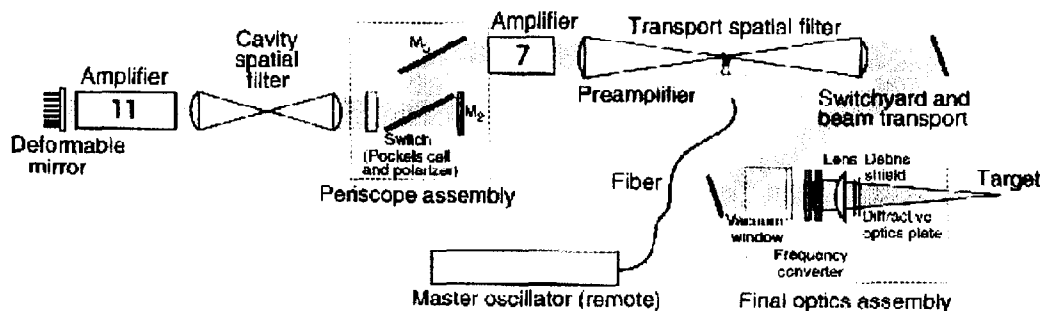 Amplifier
11
Deformable
mirror
Cavity
spatial
filter
M3
M2
Switch
(Pockels cell
and polarizer)
Periscope assembly
Amplifier
7
Transport spatial filter
Preamplifier
Switchyard and
beam transport
Fiber
Master oscillator (remote)
Vacuum
window
Lens
Debris
shield
Target
Diffractive
optics plate
Frequency
converter
Final optics assembly